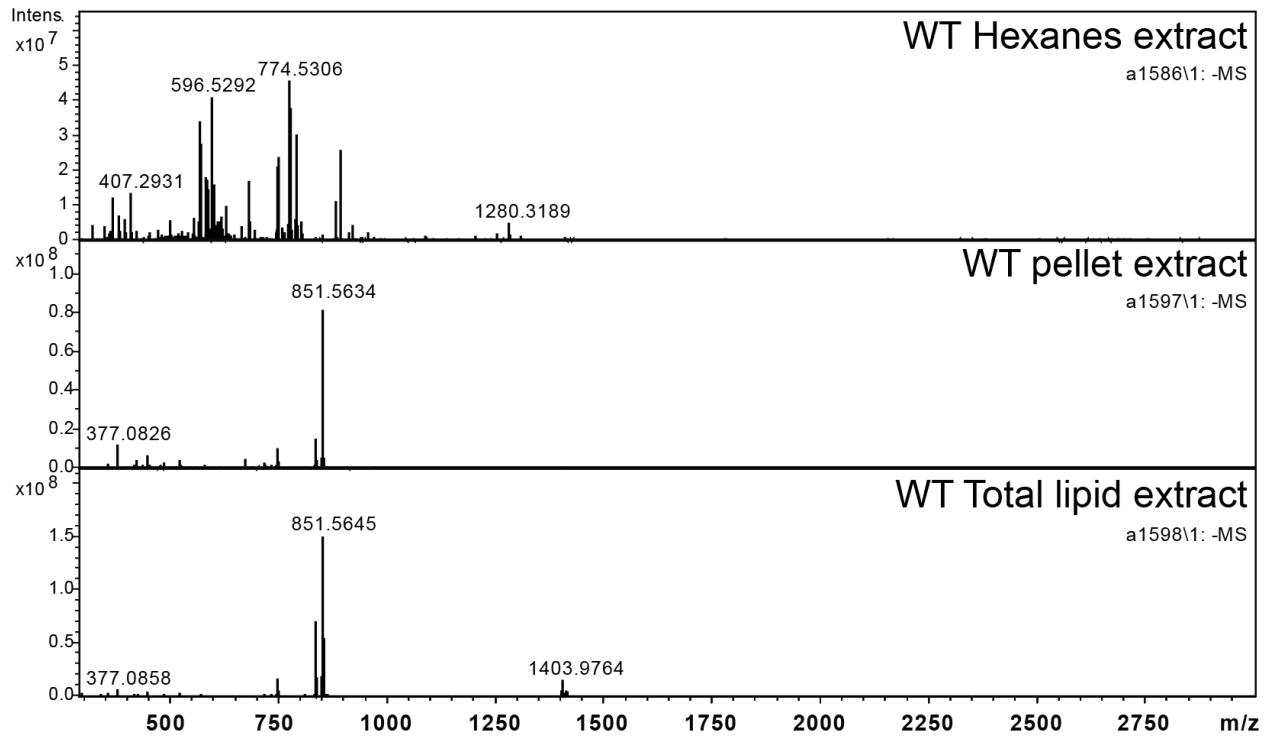 Intens.
x10^7
WT Hexanes extract
a1586\1: -MS
774.5306
596.5292
407.2931
1280.3189
5
4
3
2
1
0
x10^8
WT pellet extract
a1597\1: -MS
851.5634
377.0826
1.0
0.8
0.6
0.4
0.2
0.0
x10^8
WT Total lipid extract
a1598\1: -MS
851.5645
377.0858
1403.9764
1.5
1.0
0.5
0.0
500 750 1000 1250 1500 1750 2000 2250 2500 2750 m/z